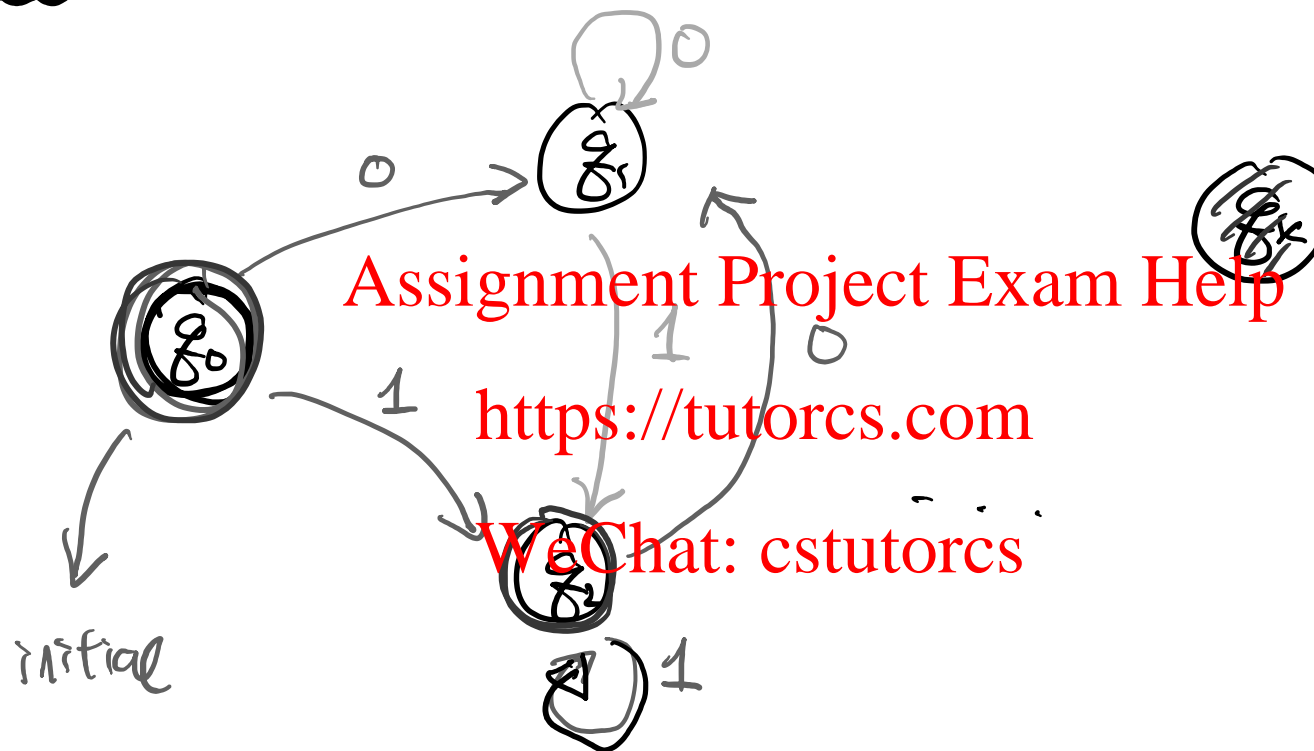 0
q1
0
Assignment Project Exam Help
q0
1
0
1
https://tutorcs.com
WeChat: cstutorcs
q2
initial
1